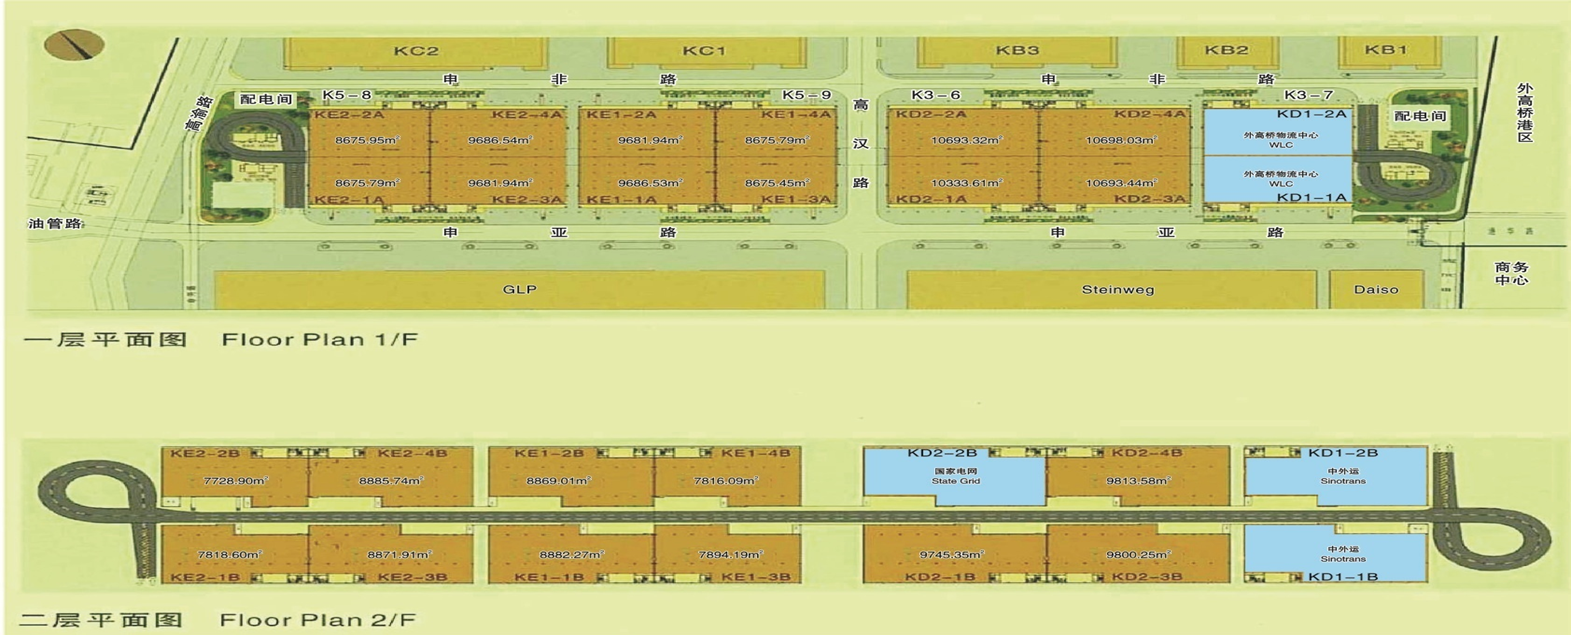 KC2
KC1
KB3
KB2
KB1
申 非 路
申 非 路
高渝路
配电间
K5-8
K5-9
高汉路
K3-6
K3-7
配电间
外高桥港区
KE2-2A
KE2-4A
KE1-2A
KE1-4A
KD2-2A
KD2-4A
KD1-2A
8675.95m²
9686.54m²
9681.94m²
8675.79m²
10693.32m²
10698.03m²
外高桥物流中心
WLC
8675.79m²
9681.94m²
9686.53m²
8675.45m²
10333.61m²
10693.44m²
外高桥物流中心
WLC
KE2-1A
KE2-3A
KE1-1A
KE1-3A
KD2-1A
KD2-3A
KD1-1A
油管路
申 亚 路
申 亚 路
港 华 路
GLP
Steinweg
Daiso
商务
中心
一层平面图 Floor Plan 1/F
KE2-2B
KE2-4B
KE1-2B
KE1-4B
KD2-2B
KD2-4B
KD1-2B
7728.90m²
8885.74m²
8869.01m²
7816.09m²
国家电网
State Grid
9813.58m²
中外运
Sinotrans
7818.60m²
8871.91m²
8882.27m²
7894.19m²
9745.35m²
9800.25m²
中外运
Sinotrans
KE2-1B
KE2-3B
KE1-1B
KE1-3B
KD2-1B
KD2-3B
KD1-1B
二层平面图 Floor Plan 2/F